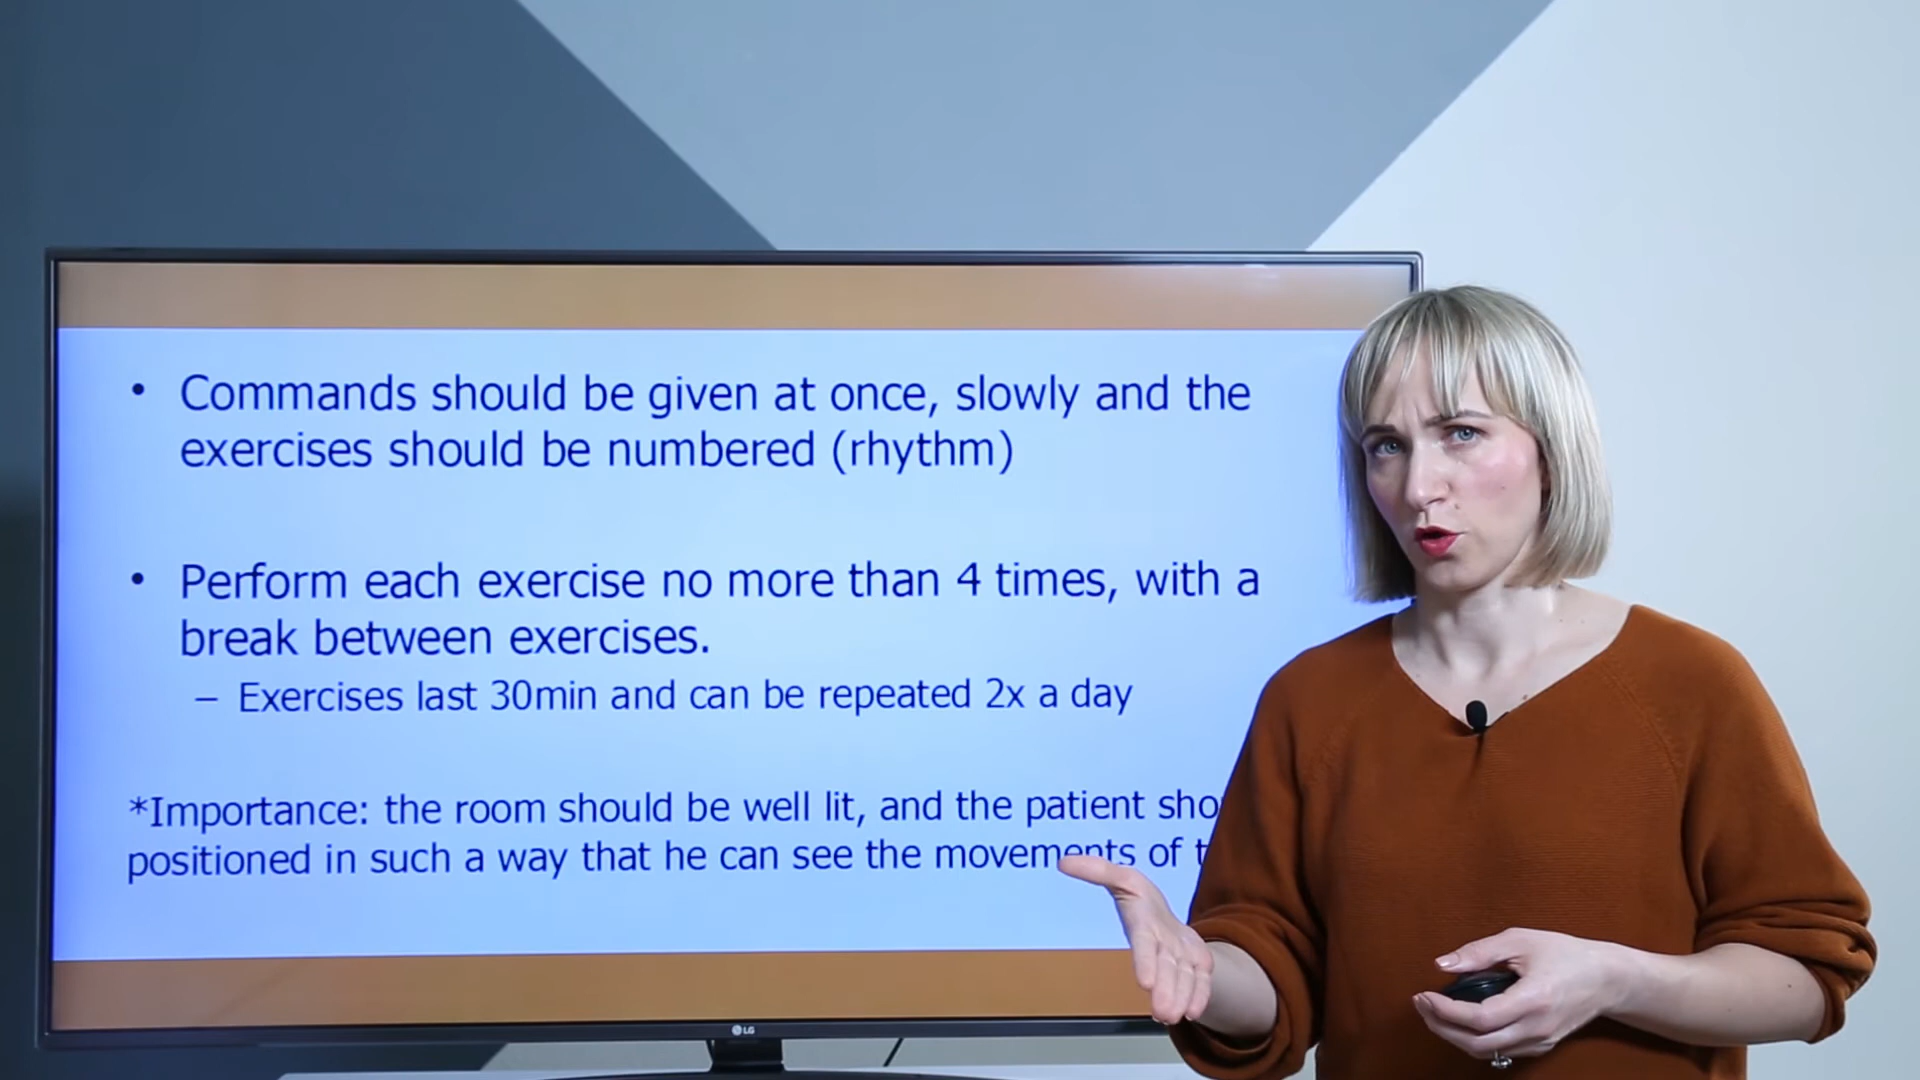 • Commands should be given at once, slowly and the
exercises should be numbered (rhythm)
• Perform each exercise no more than 4 times, with a
break between exercises.
– Exercises last 30min and can be repeated 2x a day
*Importance: the room should be well lit, and the patient
positioned in such a way that he can see the movements of
LG